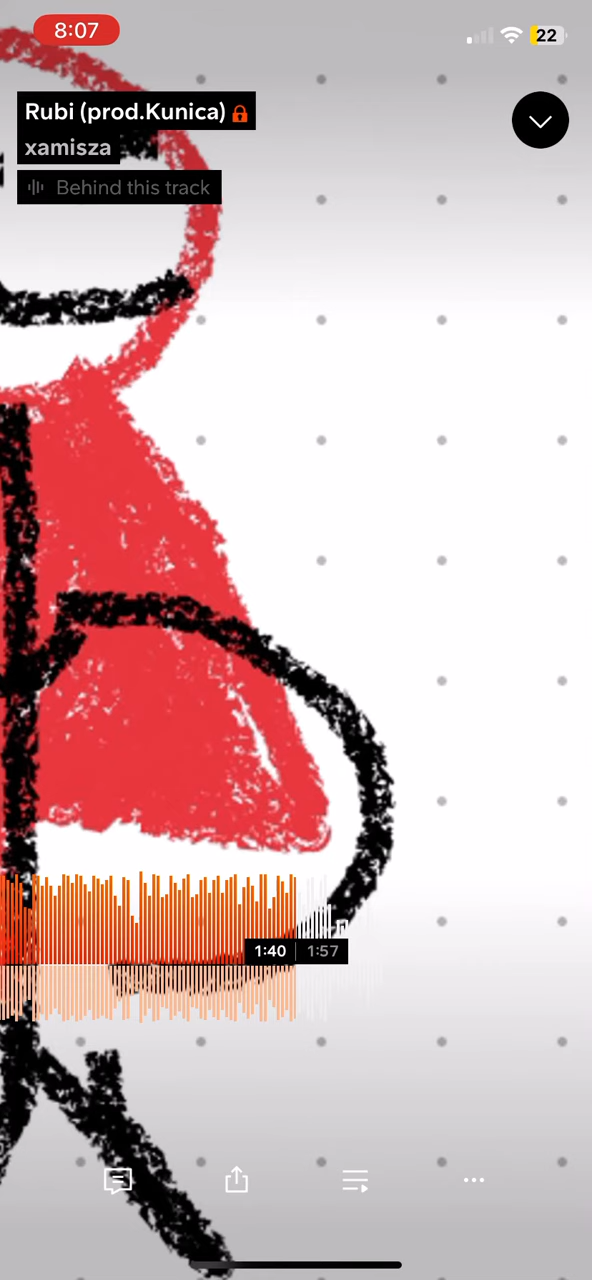 8:07
22
Rubi (prod.Kunica)
xamisza
Behind this track
1:40 1:57